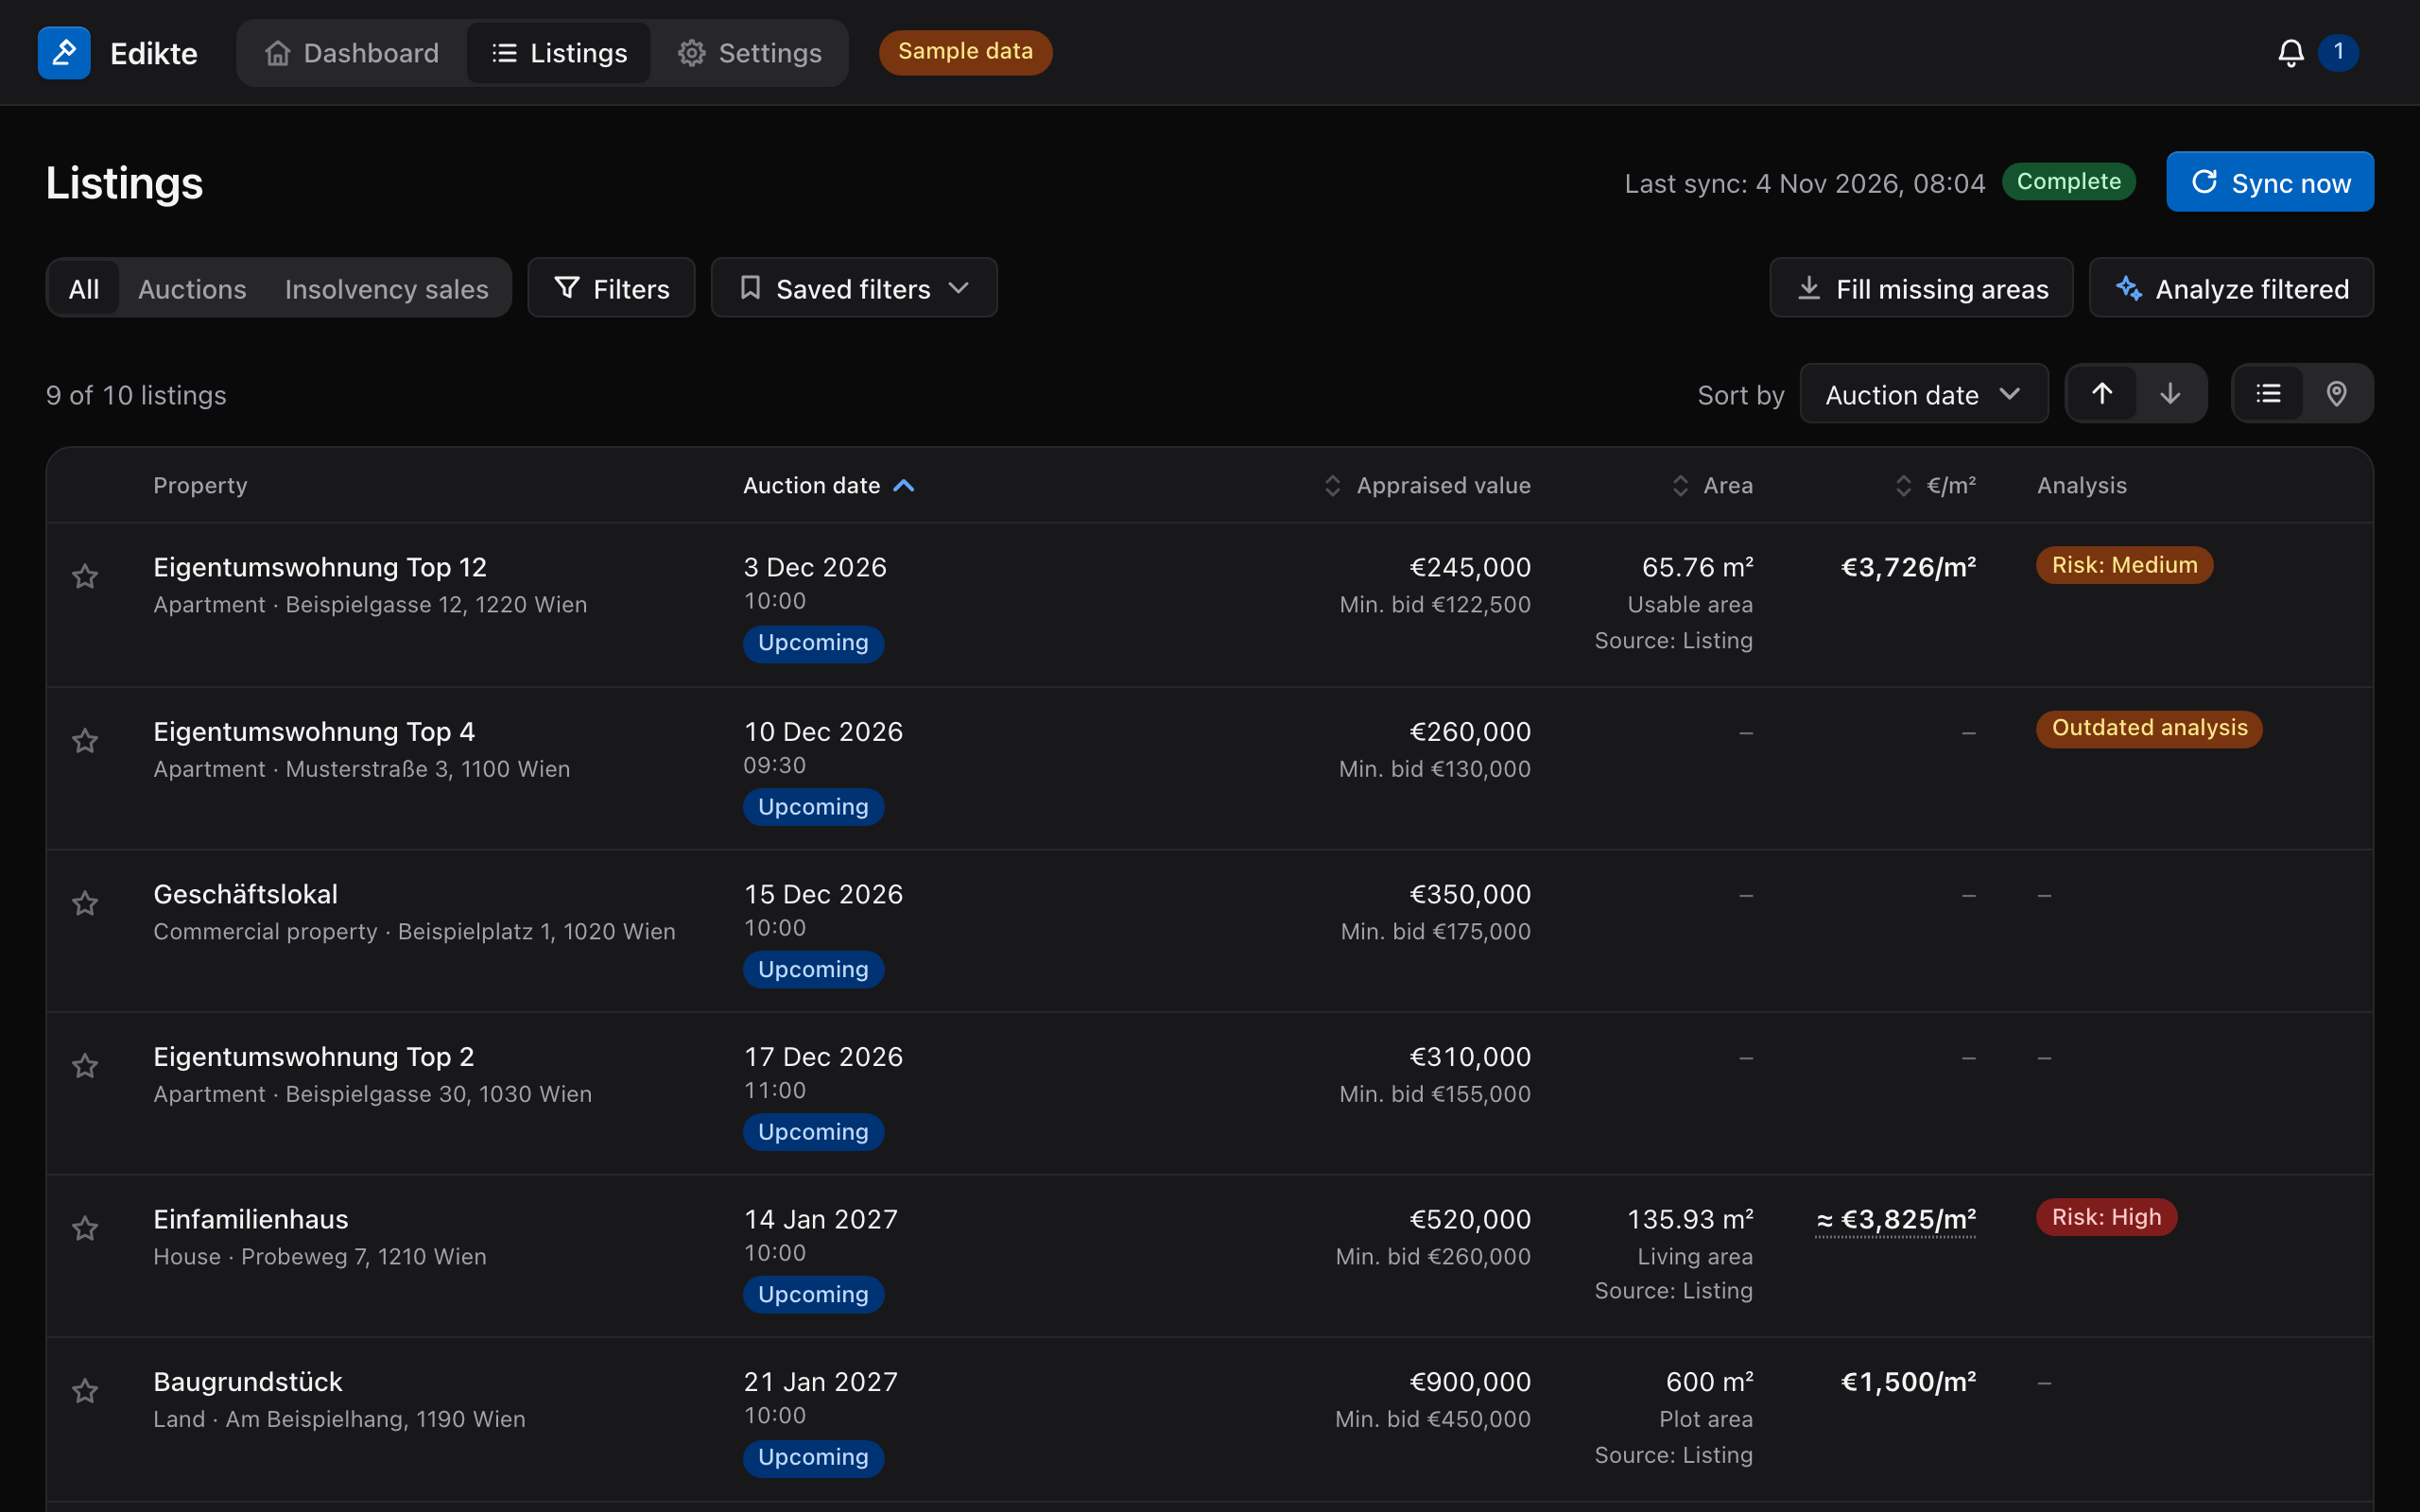 Edikte
Dashboard
Listings
Settings
Sample data
1
Listings
Last sync: 4 Nov 2026, 08:04
Complete
Sync now
All
Auctions
Insolvency sales
Filters
Saved filters
Fill missing areas
Analyze filtered
9 of 10 listings
Sort by
Auction date
Property
Auction date
Appraised value
Area
€/m²
Analysis
Eigentumswohnung Top 12
Apartment · Beispielgasse 12, 1220 Wien
3 Dec 2026
10:00
Upcoming
€245,000
Min. bid €122,500
65.76 m²
Usable area
Source: Listing
€3,726/m²
Risk: Medium
Eigentumswohnung Top 4
Apartment · Musterstraße 3, 1100 Wien
10 Dec 2026
09:30
Upcoming
€260,000
Min. bid €130,000
–
–
Outdated analysis
Geschäftslokal
Commercial property · Beispielplatz 1, 1020 Wien
15 Dec 2026
10:00
Upcoming
€350,000
Min. bid €175,000
–
–
–
Eigentumswohnung Top 2
Apartment · Beispielgasse 30, 1030 Wien
17 Dec 2026
11:00
Upcoming
€310,000
Min. bid €155,000
–
–
–
Einfamilienhaus
House · Probeweg 7, 1210 Wien
14 Jan 2027
10:00
Upcoming
€520,000
Min. bid €260,000
135.93 m²
Living area
Source: Listing
≈ €3,825/m²
Risk: High
Baugrundstück
Land · Am Beispielhang, 1190 Wien
21 Jan 2027
10:00
Upcoming
€900,000
Min. bid €450,000
600 m²
Plot area
Source: Listing
€1,500/m²
–